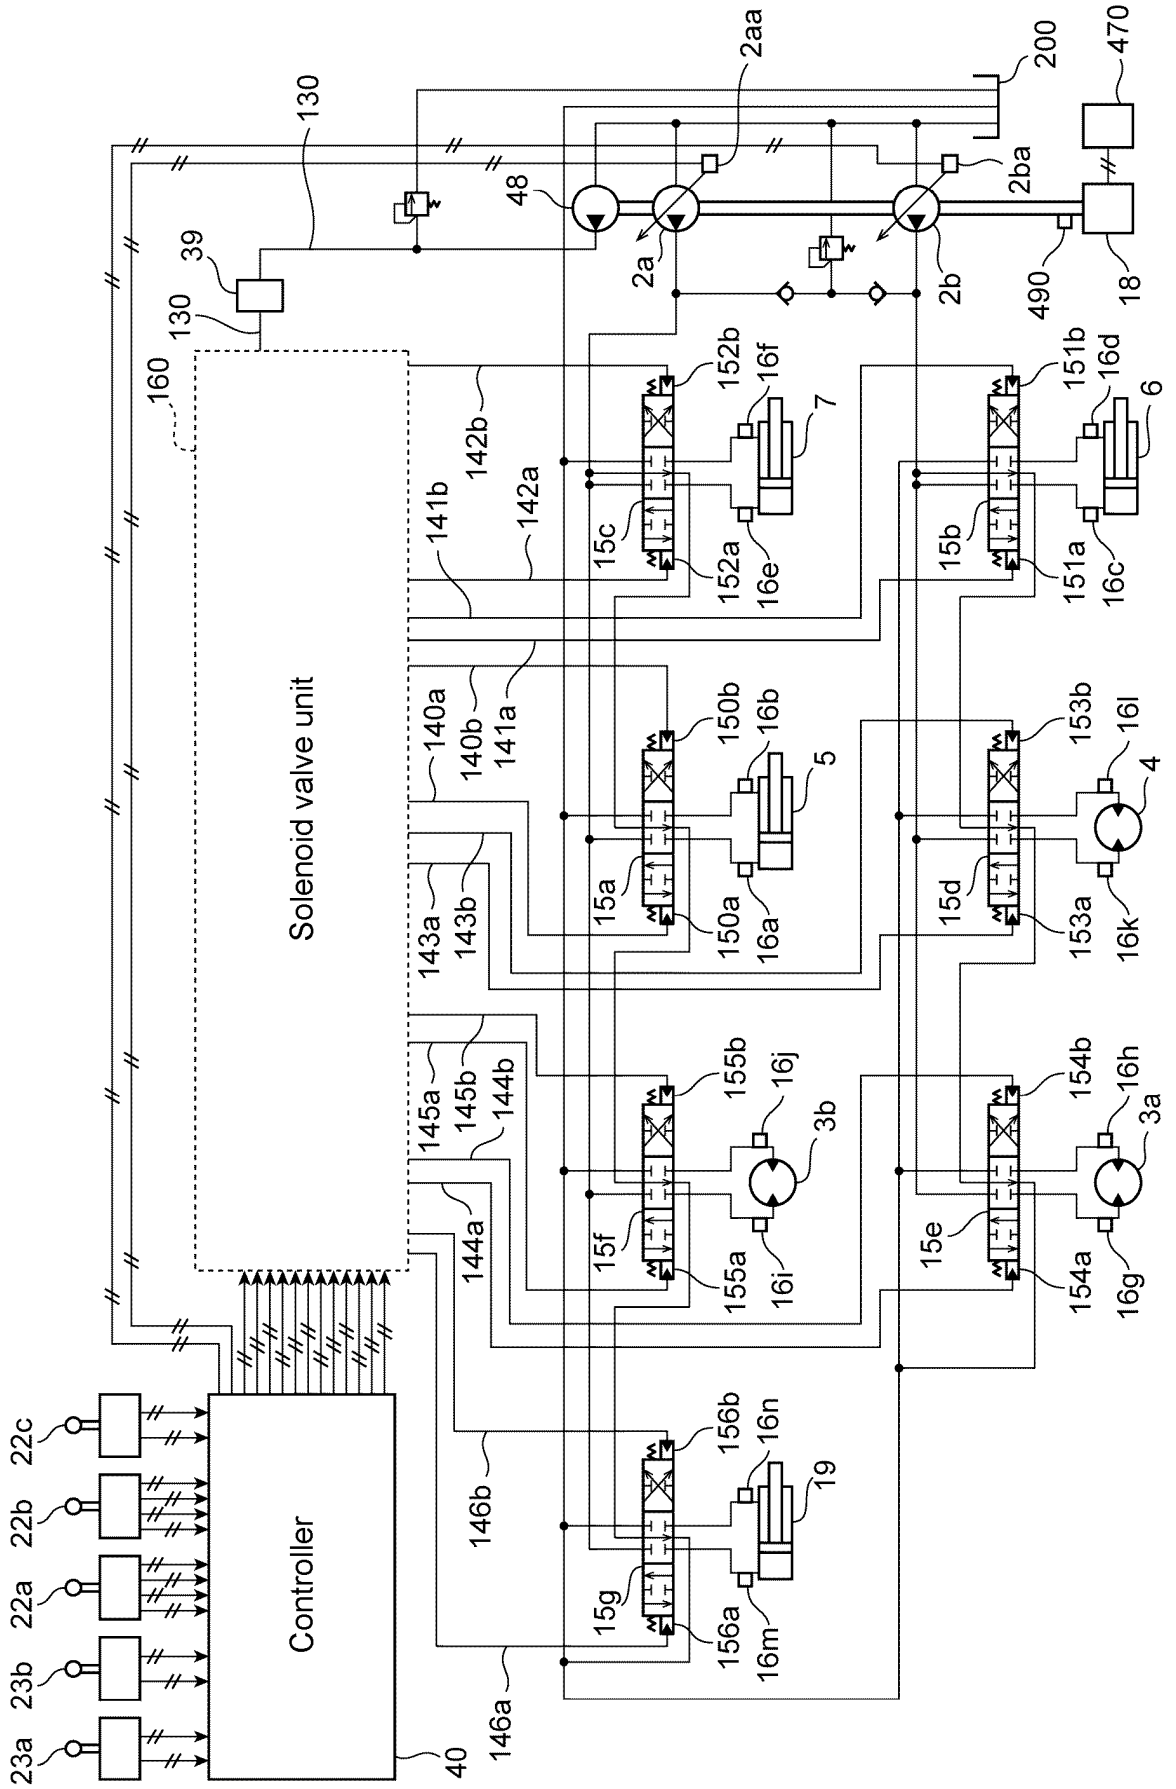 23a
23b
22a
22b
22c
40
Controller
160
Solenoid valve unit
130
39
130
146a
146b
144a
145a
145b
144b
143a
143b
140a
140b
141a
141b
142a
142b
48
2a
2aa
2b
2ba
200
490
18
470
15g
156a
156b
16m
16n
19
15f
155a
155b
16i
16j
3b
15a
150a
150b
16a
16b
5
15c
152a
152b
16e
16f
7
15e
154a
154b
16g
16h
3a
15d
153a
153b
16k
16l
4
15b
151a
151b
16c
16d
6